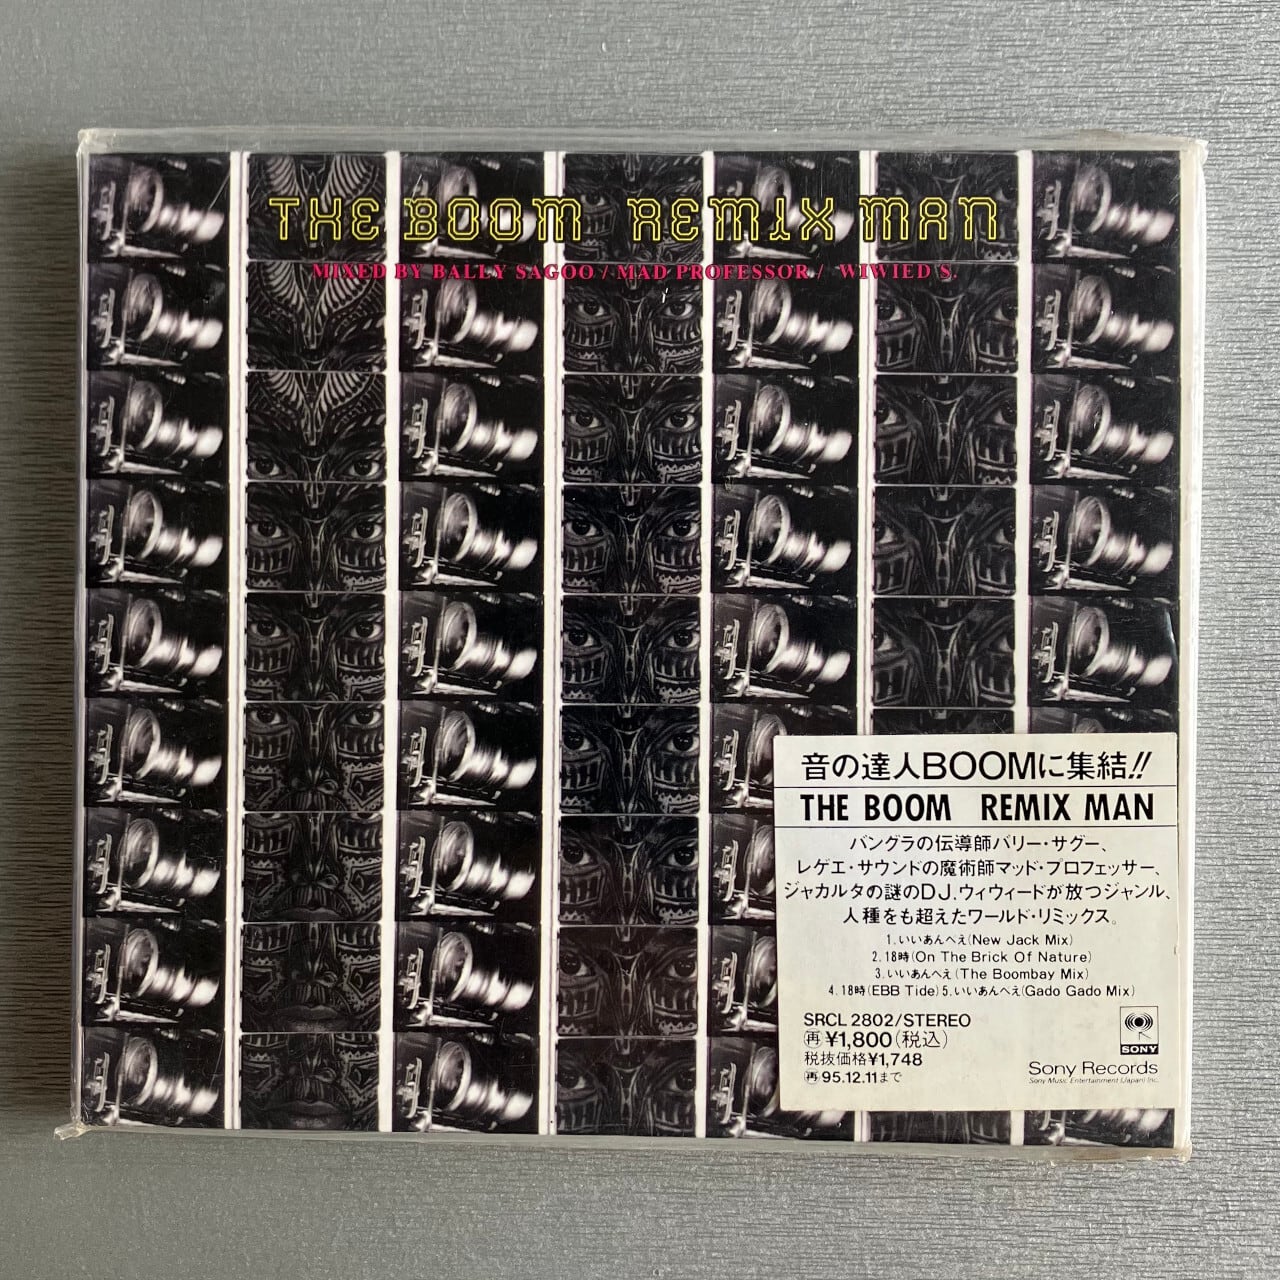 THE BOOM REMIX MAN
MIXED BY BALLY SAGOO / MAD PROFESSOR / WIWIED S.
音の達人BOOMに集結!!
THE BOOM REMIX MAN
バングラの伝導師バリー・サグー、
レゲエ・サウンドの魔術師マッド・プロフェッサー、
ジャカルタの謎のDJ.ウィウィードが放つジャンル、
人種をも超えたワールド・リミックス。
1.いいあんべえ(New Jack Mix)
2.18時(On The Brick Of Nature)
3.いいあんべえ(The Boombay Mix)
4.18時(EBB Tide) 5.いいあんべえ(Gado Gado Mix)
SRCL 2802/STEREO
再¥1,800(税込)
税抜価格¥1,748
再95.12.11まで
SONY
Sony Records
Sony Music Entertainment (Japan) Inc.